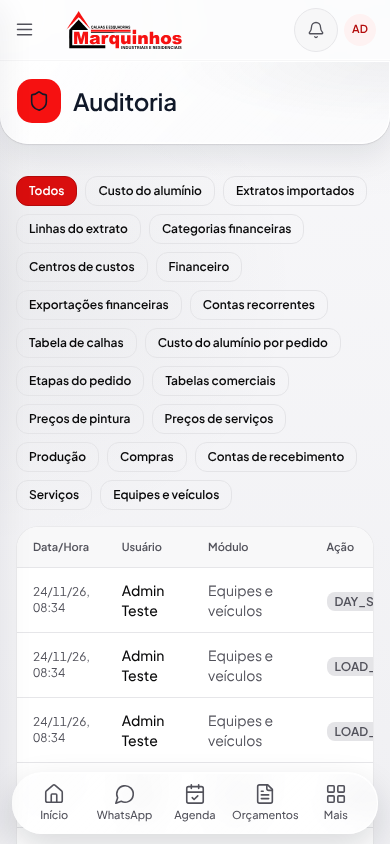 CALHAS E ESQUADRIAS
Marquinhos
INDUSTRIAIS E RESIDENCIAIS
AD
Auditoria
Todos
Custo do alumínio
Extratos importados
Linhas do extrato
Categorias financeiras
Centros de custos
Financeiro
Exportações financeiras
Contas recorrentes
Tabela de calhas
Custo do alumínio por pedido
Etapas do pedido
Tabelas comerciais
Preços de pintura
Preços de serviços
Produção
Compras
Contas de recebimento
Serviços
Equipes e veículos
Data/Hora
Usuário
Módulo
Ação
24/11/26,
08:34
Admin
Teste
Equipes e
veículos
DAY_S
24/11/26,
08:34
Admin
Teste
Equipes e
veículos
LOAD_
24/11/26,
08:34
Admin
Teste
Equipes e
veículos
LOAD_
Início
WhatsApp
Agenda
Orçamentos
Mais